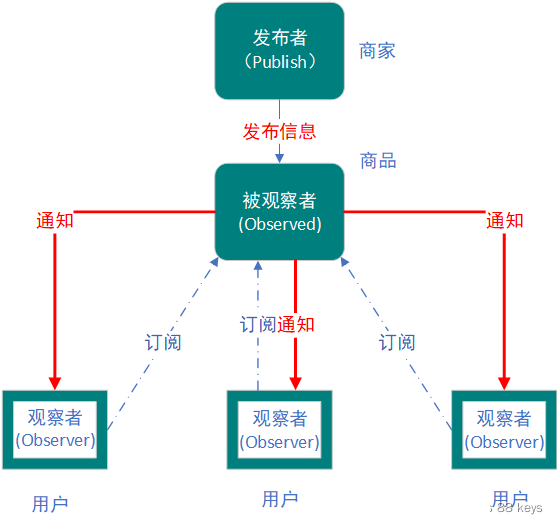 发布者
（Publish）
商家
发布信息
商品
被观察者
(Observed)
通知
通知
订阅
通知
订阅
订阅
观察者
(Observer)
观察者
(Observer)
观察者
(Observer)
用户
用户
用户
88 keys